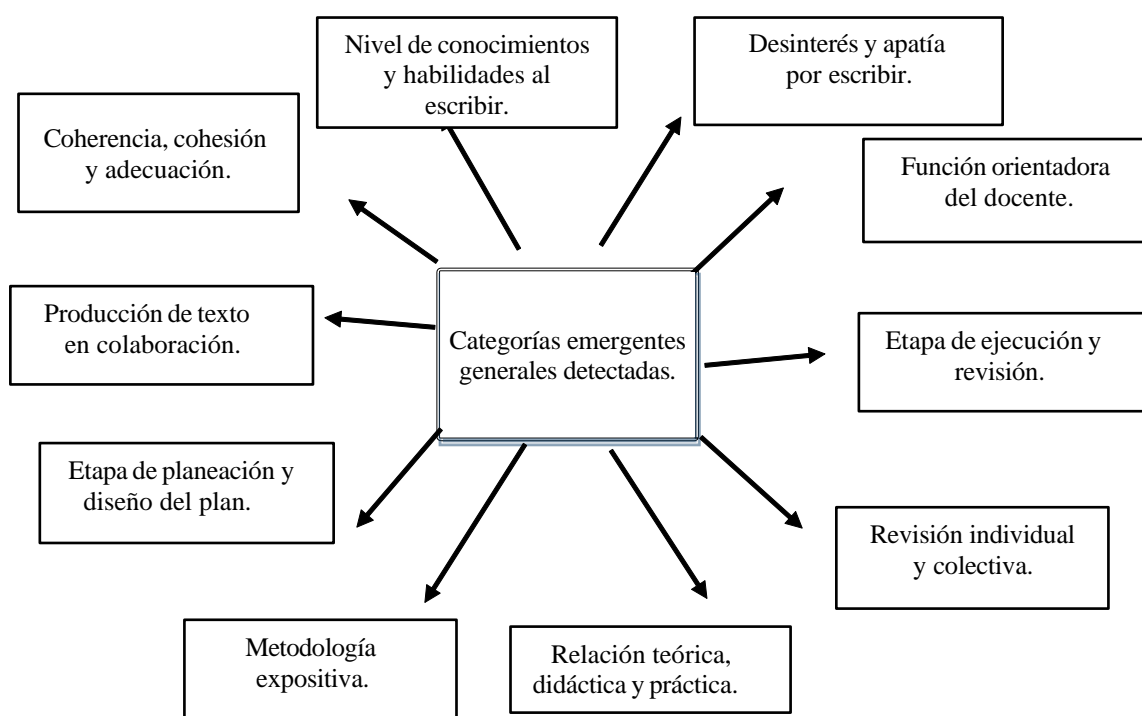 Nivel de conocimientos
y habilidades al
escribir.
Desinterés y apatía
por escribir.
Coherencia, cohesión
y adecuación.
Función orientadora
del docente.
Producción de texto
en colaboración.
Categorías emergentes
generales detectadas.
Etapa de ejecución y
revisión.
Etapa de planeación y
diseño del plan.
Revisión individual
y colectiva.
Metodología
expositiva.
Relación teórica,
didáctica y práctica.